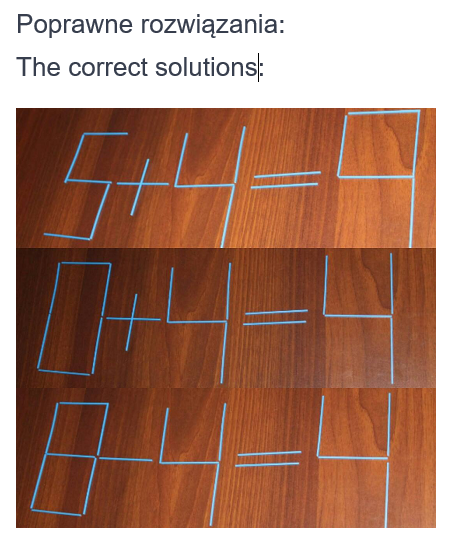 Poprawne rozwiązania:
The correct solutions:
5+4=9
0+4=4
8-4=4